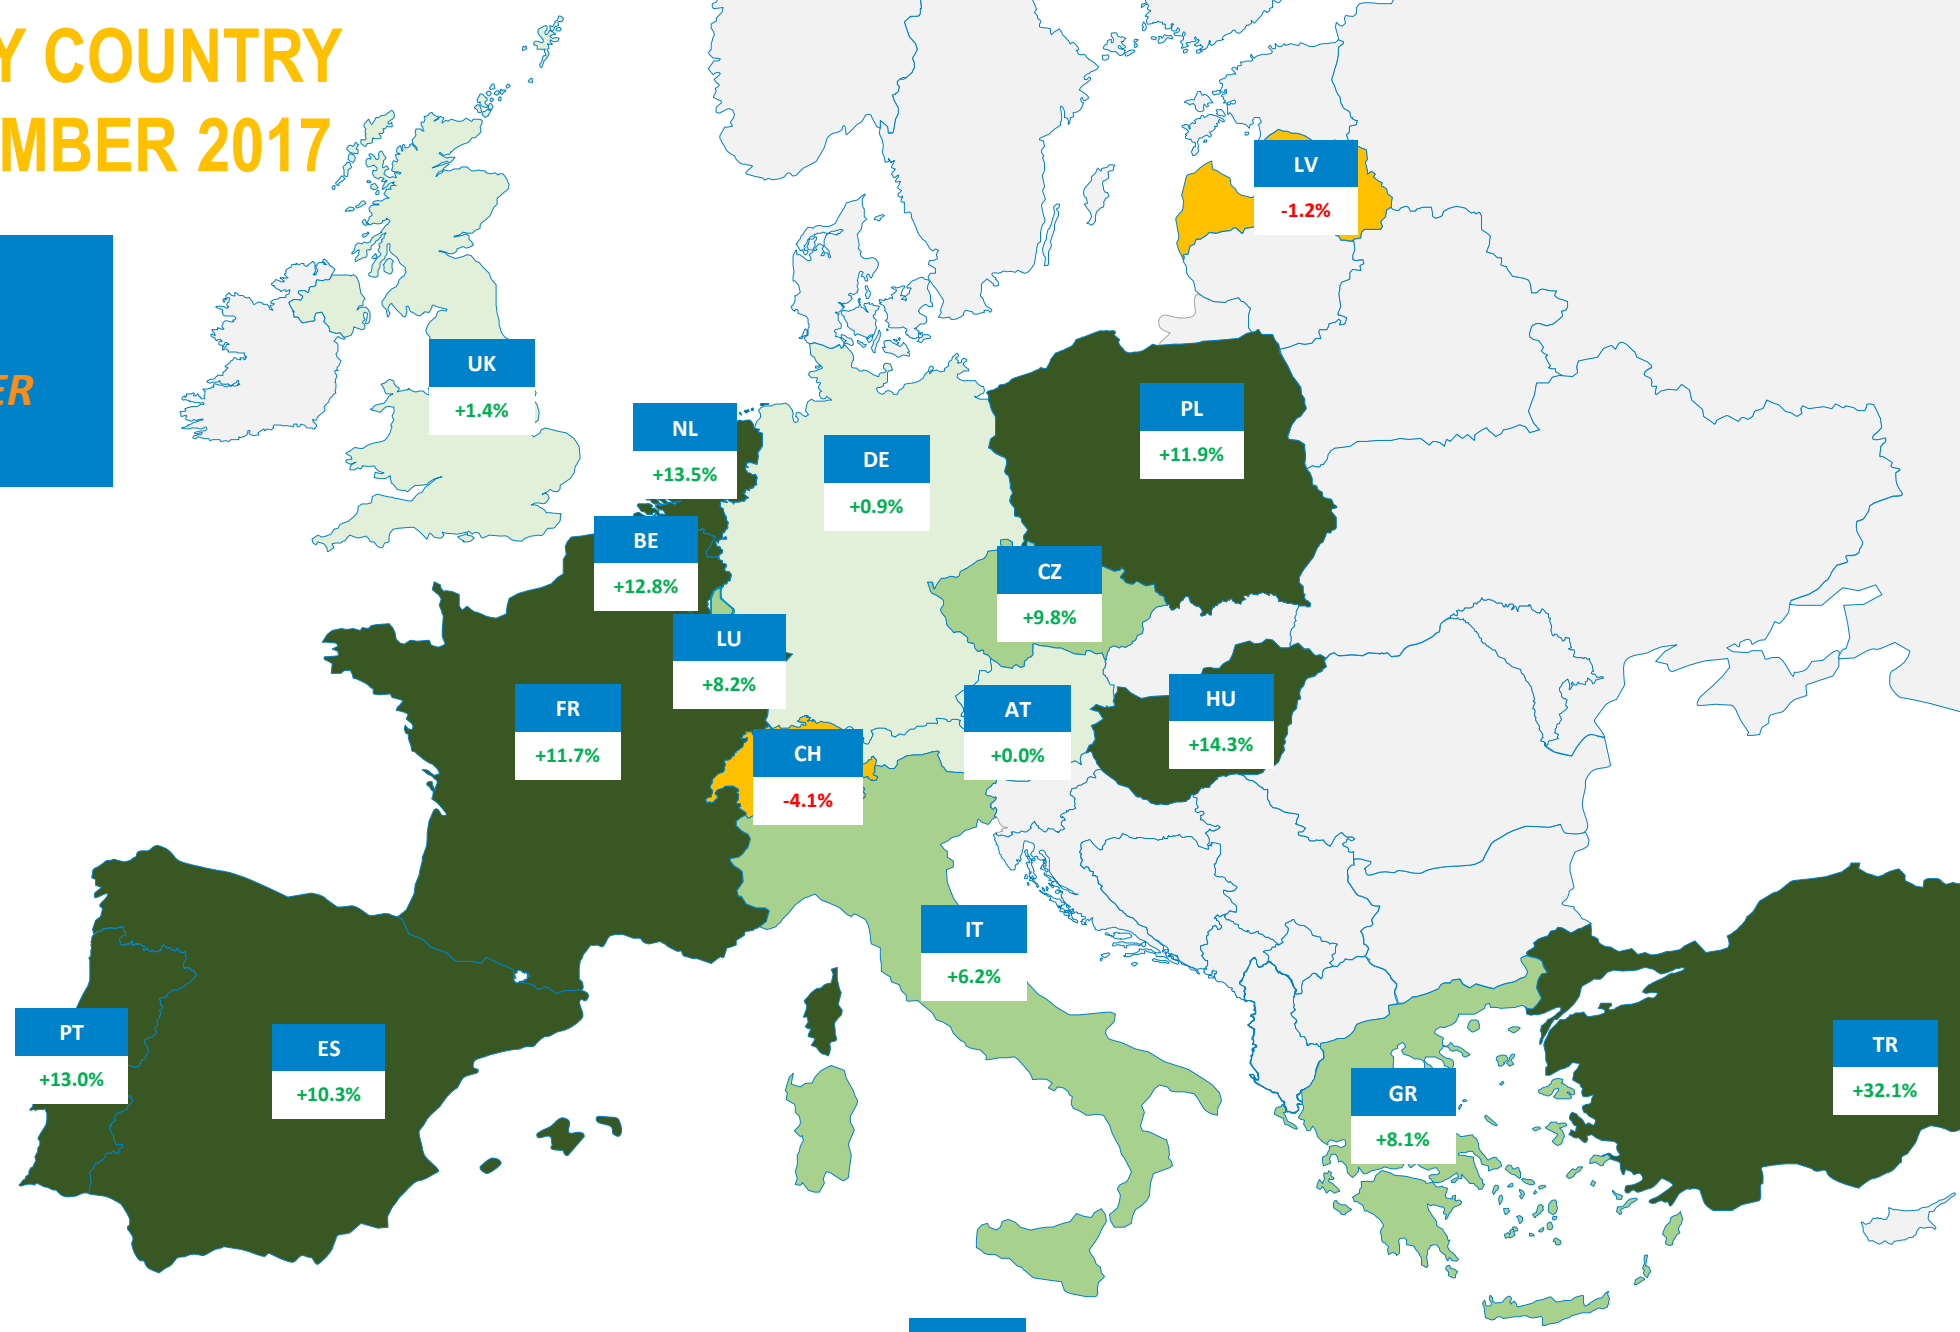 Y COUNTRY
MBER 2017
ER
LV
-1.2%
UK
+1.4%
NL
+13.5%
DE
+0.9%
PL
+11.9%
BE
+12.8%
CZ
+9.8%
LU
+8.2%
FR
+11.7%
AT
+0.0%
HU
+14.3%
CH
-4.1%
IT
+6.2%
PT
+13.0%
ES
+10.3%
GR
+8.1%
TR
+32.1%